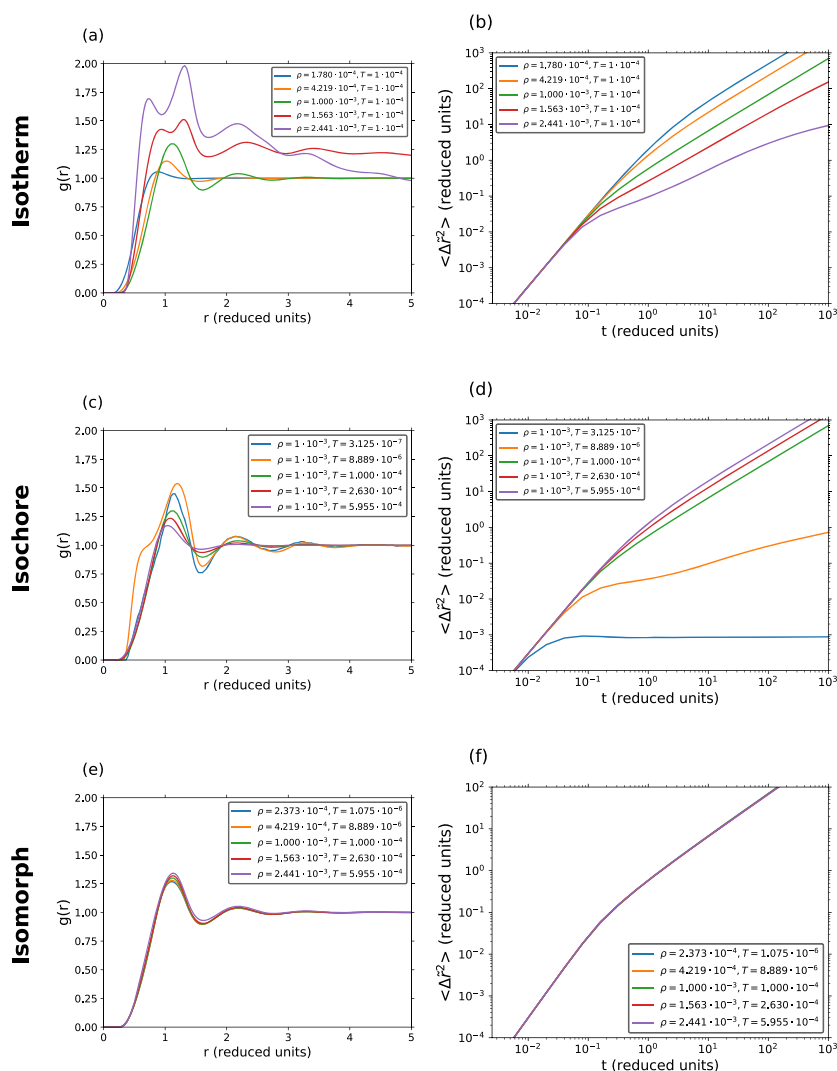 Isotherm
(a)
2.00
1.75
1.50
1.25
1.00
0.75
0.50
0.25
0.00
g(r)
ρ = 1.780 · 10⁻⁴, T = 1 · 10⁻⁴
ρ = 4.219 · 10⁻⁴, T = 1 · 10⁻⁴
ρ = 1.000 · 10⁻³, T = 1 · 10⁻⁴
ρ = 1.563 · 10⁻³, T = 1 · 10⁻⁴
ρ = 2.441 · 10⁻³, T = 1 · 10⁻⁴
0 1 2 3 4 5
r (reduced units)
(b)
10³
10²
10¹
10⁰
10⁻¹
10⁻²
10⁻³
10⁻⁴
<Δr̃²> (reduced units)
ρ = 1,780 · 10⁻⁴, T = 1 · 10⁻⁴
ρ = 4.219 · 10⁻⁴, T = 1 · 10⁻⁴
ρ = 1.000 · 10⁻³, T = 1 · 10⁻⁴
ρ = 1.563 · 10⁻³, T = 1 · 10⁻⁴
ρ = 2.441 · 10⁻³, T = 1 · 10⁻⁴
10⁻² 10⁻¹ 10⁰ 10¹ 10² 10³
t (reduced units)
Isochore
(c)
2.00
1.75
1.50
1.25
1.00
0.75
0.50
0.25
0.00
g(r)
ρ = 1 · 10⁻³, T = 3.125 · 10⁻⁷
ρ = 1 · 10⁻³, T = 8.889 · 10⁻⁶
ρ = 1 · 10⁻³, T = 1.000 · 10⁻⁴
ρ = 1 · 10⁻³, T = 2.630 · 10⁻⁴
ρ = 1 · 10⁻³, T = 5.955 · 10⁻⁴
0 1 2 3 4 5
r (reduced units)
(d)
10³
10²
10¹
10⁰
10⁻¹
10⁻²
10⁻³
10⁻⁴
<Δr̃²> (reduced units)
ρ = 1 · 10⁻³, T = 3,125 · 10⁻⁷
ρ = 1 · 10⁻³, T = 8.889 · 10⁻⁶
ρ = 1 · 10⁻³, T = 1.000 · 10⁻⁴
ρ = 1 · 10⁻³, T = 2.630 · 10⁻⁴
ρ = 1 · 10⁻³, T = 5.955 · 10⁻⁴
10⁻² 10⁻¹ 10⁰ 10¹ 10² 10³
t (reduced units)
Isomorph
(e)
2.00
1.75
1.50
1.25
1.00
0.75
0.50
0.25
0.00
g(r)
ρ = 2.373 · 10⁻⁴, T = 1.075 · 10⁻⁶
ρ = 4.219 · 10⁻⁴, T = 8.889 · 10⁻⁶
ρ = 1.000 · 10⁻³, T = 1.000 · 10⁻⁴
ρ = 1.563 · 10⁻³, T = 2.630 · 10⁻⁴
ρ = 2.441 · 10⁻³, T = 5.955 · 10⁻⁴
0 1 2 3 4 5
r (reduced units)
(f)
10²
10¹
10⁰
10⁻¹
10⁻²
10⁻³
10⁻⁴
<Δr̃²> (reduced units)
ρ = 2.373 · 10⁻⁴, T = 1.075 · 10⁻⁶
ρ = 4.219 · 10⁻⁴, T = 8.889 · 10⁻⁶
ρ = 1.000 · 10⁻³, T = 1.000 · 10⁻⁴
ρ = 1.563 · 10⁻³, T = 2.630 · 10⁻⁴
ρ = 2.441 · 10⁻³, T = 5.955 · 10⁻⁴
10⁻² 10⁻¹ 10⁰ 10¹ 10² 10³
t (reduced units)